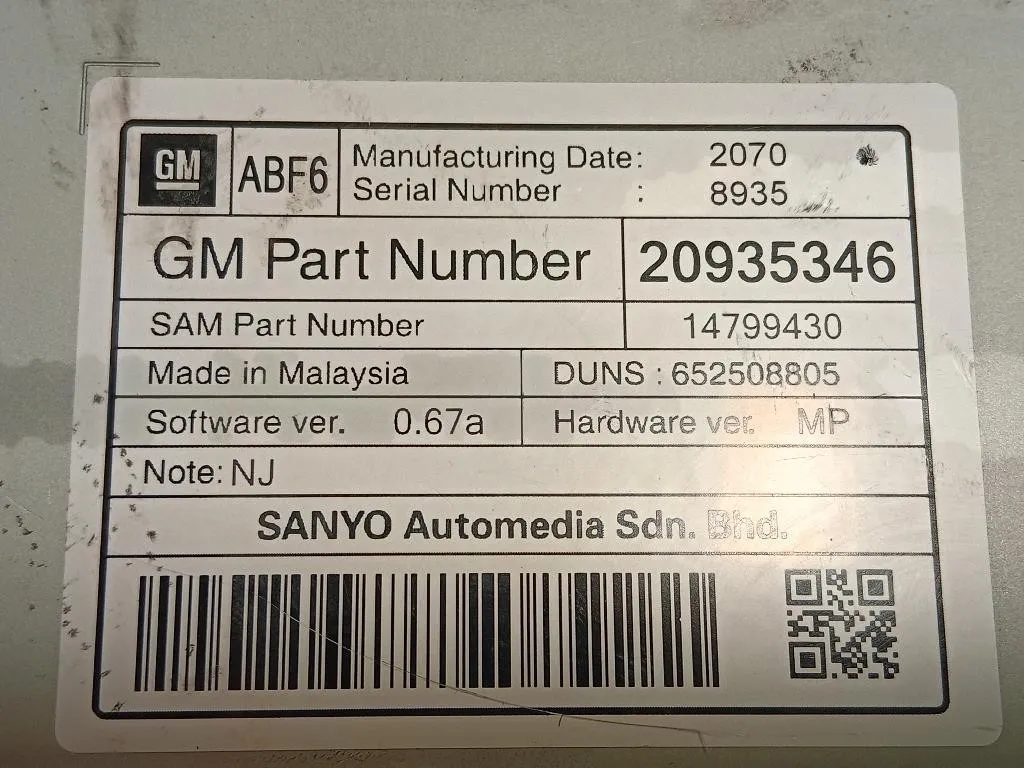 GM ABF6 Manufacturing Date: 2070
Serial Number : 8935
GM Part Number 20935346
SAM Part Number 14799430
Made in Malaysia DUNS : 652508805
Software ver. 0.67a Hardware ver. MP
Note: NJ
SANYO Automedia Sdn. Bhd.